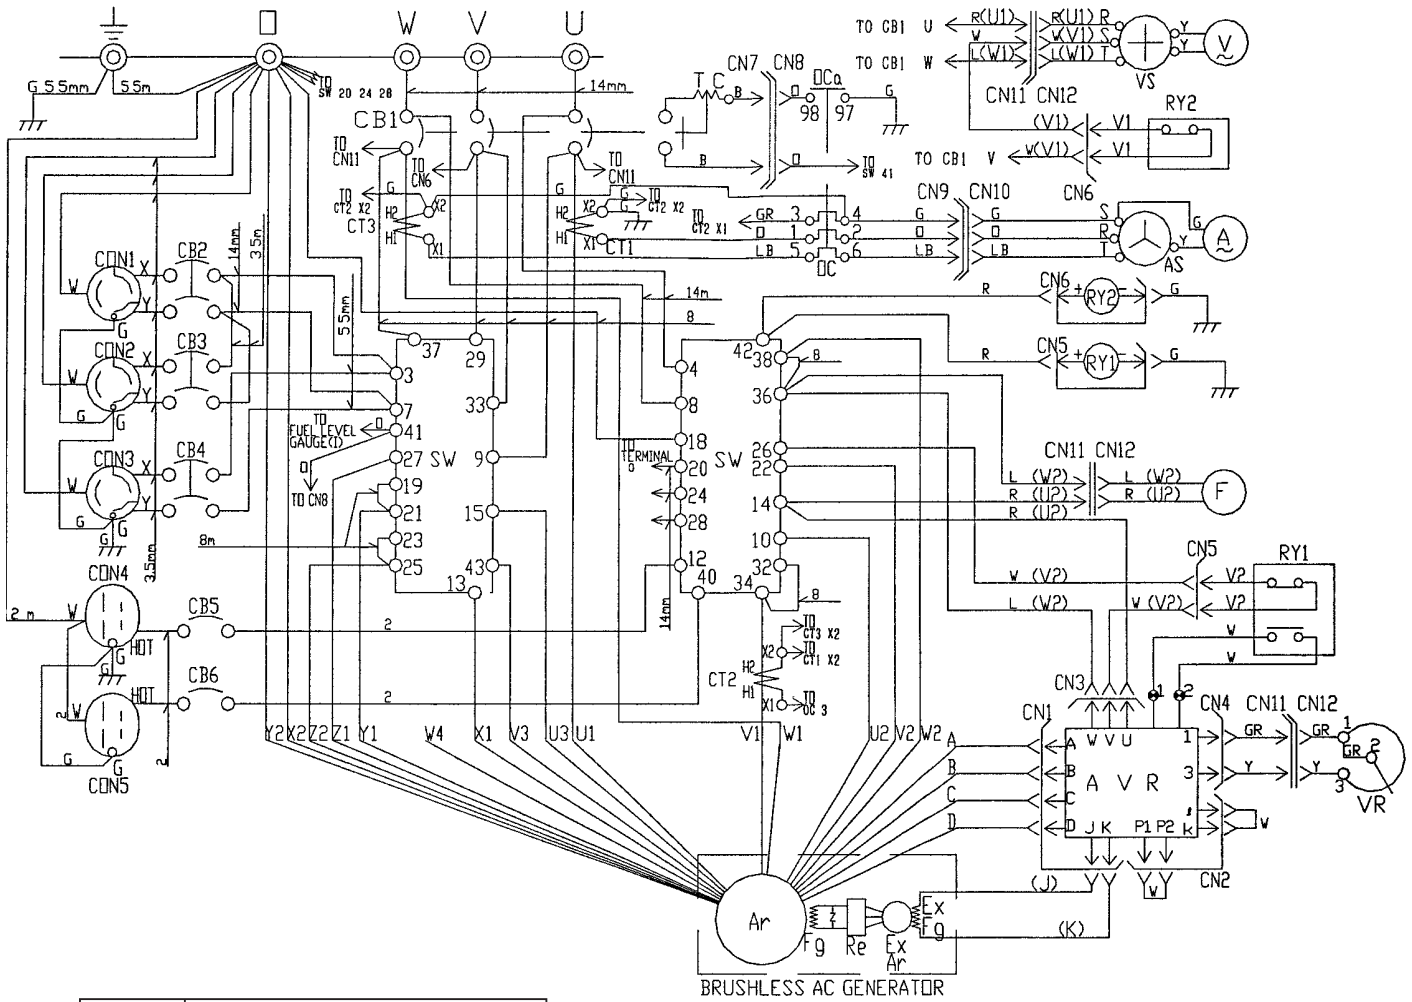 O W V U
G 5.5mm 5.5m
TO SW 20 24 28
14mm
TO CB1 U R(U1) R(U1) R
W W(V1) S
TO CB1 W L(W1) L(W1) T
VS Y Y V
CN11 CN12
CN7 CN8
T C B O OCa G
98 97
B O TO SW 41
RY2
(V1) V1
TO CB1 V W(V1) V1
CN6
CB1
TO CN11
TO CN6
TO CN11
TO CT2 X2 G X2 H2 CT3 H1 X1
G X2 H2 H1 X1 CT1
G TO CT2 X2
G
TO CT2 X1 GR 3 4 G
O 1 2 O
LB 5 6 LB
OC
CN9 CN10
G S
O R
LB T
AS G Y A
3.5mm
14mm
3.5m
CON1 W X CB2 Y G
CON2 W X CB3 Y G
CON3 W X CB4 Y G
G
G
5.5mm
14m
8
R CN6 + RY2 - G
R CN5 + RY1 - G
37 29
3
7 33
TO FUEL LEVEL GAUGE(I) O 41
27 SW 9
O TO CN8
19
21 15
23
25 43
13
8m
42
4 38
8 8 36
18 26
TO TERMINAL O 20 SW 22
24 14
28 10
12 32
40 34
8
14mm
CN11 CN12
L (W2) L (W2)
R (U2) R (U2) F
R (U2)
CN5 RY1
W (V2) V2
L (W2) W (V2) V2
W
W
3.5mm
CON4
2 m W HOT CB5 2
G
G
W HOT CB6 2
2
G G
CON5
2
X2 TO CT3 X2
TO CT1 X2
CT2 H2 H1
X1 TO OC 3
Y2 X2 Z2 Z1 Y1 W4 X1 V3 U3 U1 V1 W1 U2 V2 W2
CN3 1 2
CN1 CN4 CN11 CN12
A A W V U 1 GR GR 1
B B GR 2
C C A V R 3 Y Y 3
D D J K P1 P2 k W
VR
W CN2
(J)
(K)
Ar Fg Re Ex Ar Ex Fg
BRUSHLESS AC GENERATOR